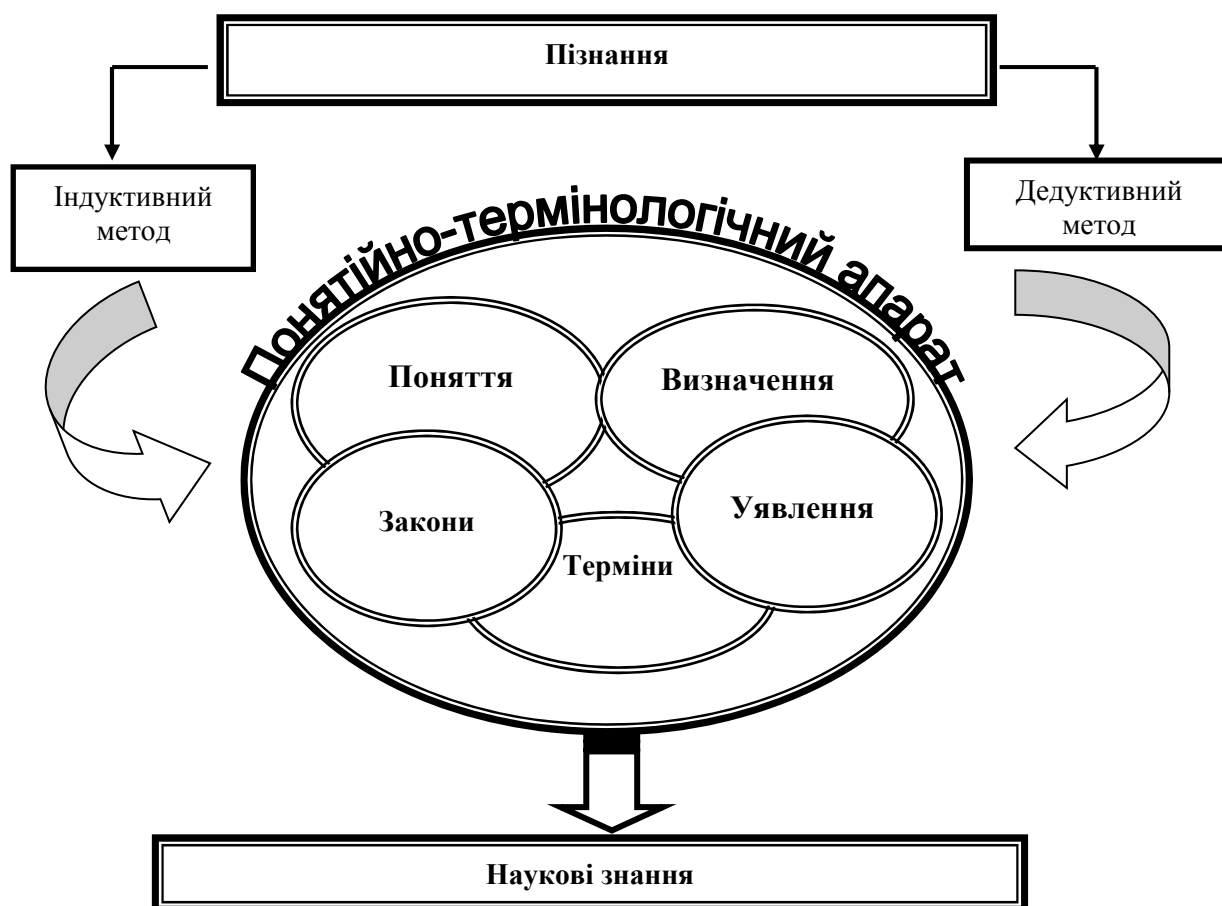 Пізнання
Індуктивний
метод
Дедуктивний
метод
Понятійно-термінологічний апарат
Поняття
Визначення
Закони
Уявлення
Терміни
Наукові знання